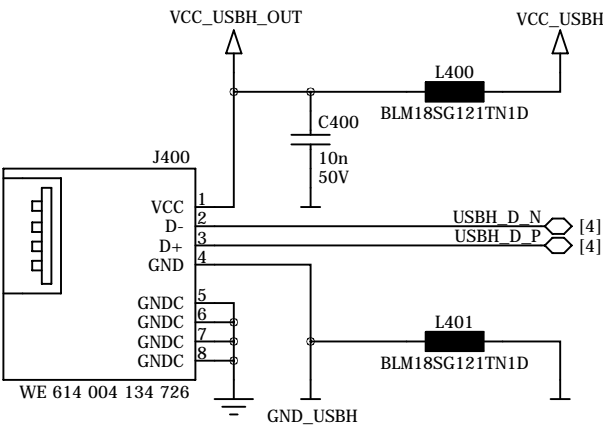 VCC_USBH_OUT
VCC_USBH
L400
BLM18SG121TN1D
C400
10n
50V
J400
VCC 1
D- 2
D+ 3
GND 4
GNDC 5
GNDC 6
GNDC 7
GNDC 8
USBH_D_N [4]
USBH_D_P [4]
L401
BLM18SG121TN1D
WE 614 004 134 726
GND_USBH